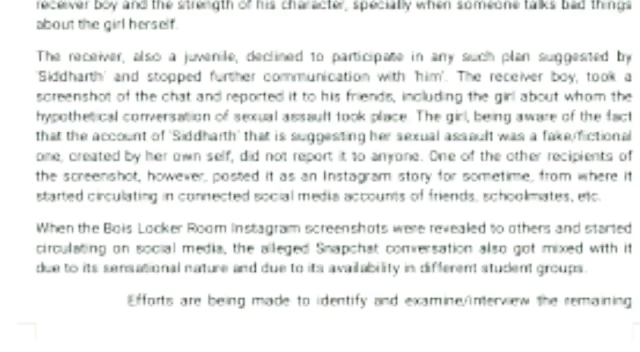 receiver boy and the strength of his character, specially when someone talks bad things
about the girl herself.
The receiver, also a juvenile, declined to participate in any such plan suggested by
'Siddharth' and stopped further communication with 'him'. The receiver boy, took a
screenshot of the chat and reported it to his friends, including the girl about whom the
hypothetical conversation of sexual assault took place. The girl, being aware of the fact
that the account of 'Siddharth' that is suggesting her sexual assault was a fake/fictional
one, created by her own self, did not report it to anyone. One of the other recipients of
the screenshot, however, posted it as an Instagram story for sometime, from where it
started circulating in connected social media accounts of friends, schoolmates, etc.
When the Bois Locker Room Instagram screenshots were revealed to others and started
circulating on social media, the alleged Snapchat conversation also got mixed with it
due to its sensational nature and due to its availability in different student groups.
Efforts are being made to identify and examine/interview the remaining